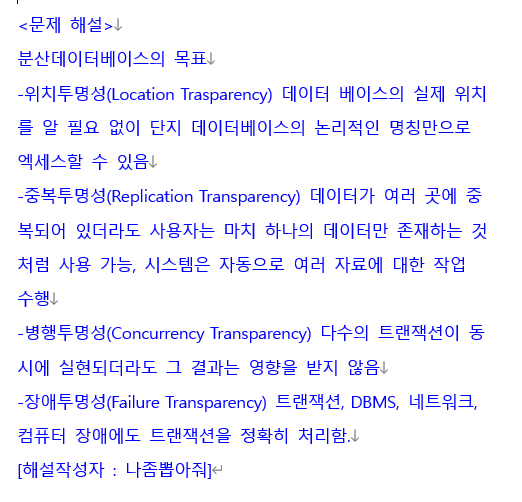 <문제 해설>↓
분산데이터베이스의 목표↓
-위치투명성(Location Trasparency) 데이터 베이스의 실제 위치
를 알 필요 없이 단지 데이터베이스의 논리적인 명칭만으로
엑세스할 수 있음↓
-중복투명성(Replication Transparency) 데이터가 여러 곳에 중
복되어 있더라도 사용자는 마치 하나의 데이터만 존재하는 것
처럼 사용 가능, 시스템은 자동으로 여러 자료에 대한 작업
수행↓
-병행투명성(Concurrency Transparency) 다수의 트랜잭션이 동
시에 실현되더라도 그 결과는 영향을 받지 않음↓
-장애투명성(Failure Transparency) 트랜잭션, DBMS, 네트워크,
컴퓨터 장애에도 트랜잭션을 정확히 처리함.↓
[해설작성자 : 나좀뽑아줘]↵